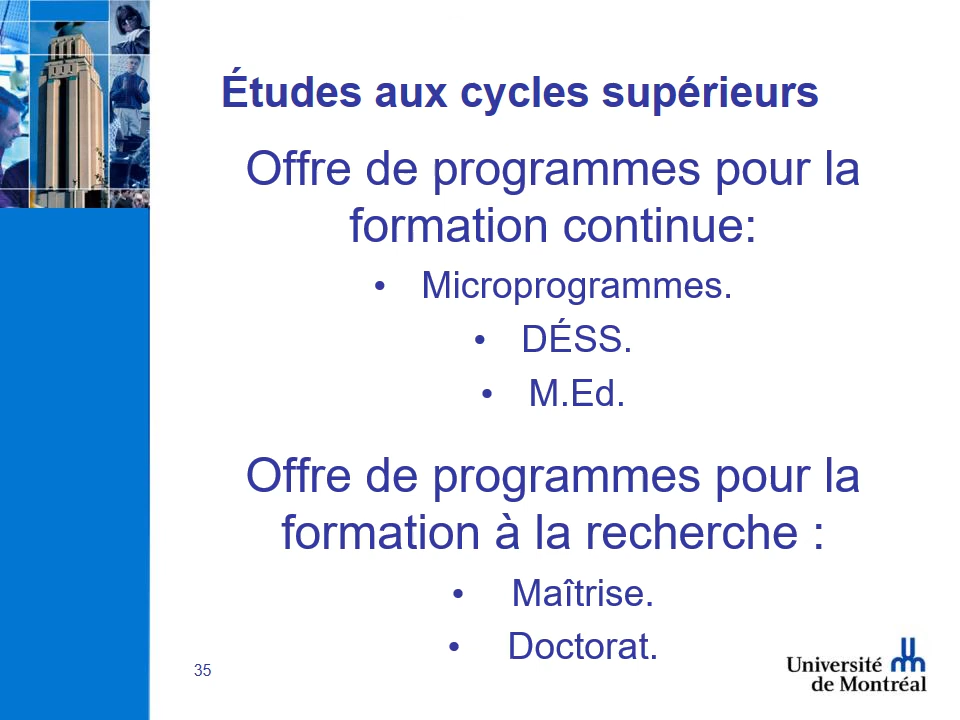 Études aux cycles supérieurs
Offre de programmes pour la
formation continue:
• Microprogrammes.
• DÉSS.
• M.Ed.
Offre de programmes pour la
formation à la recherche :
• Maîtrise.
• Doctorat.
35
Université
de Montréal